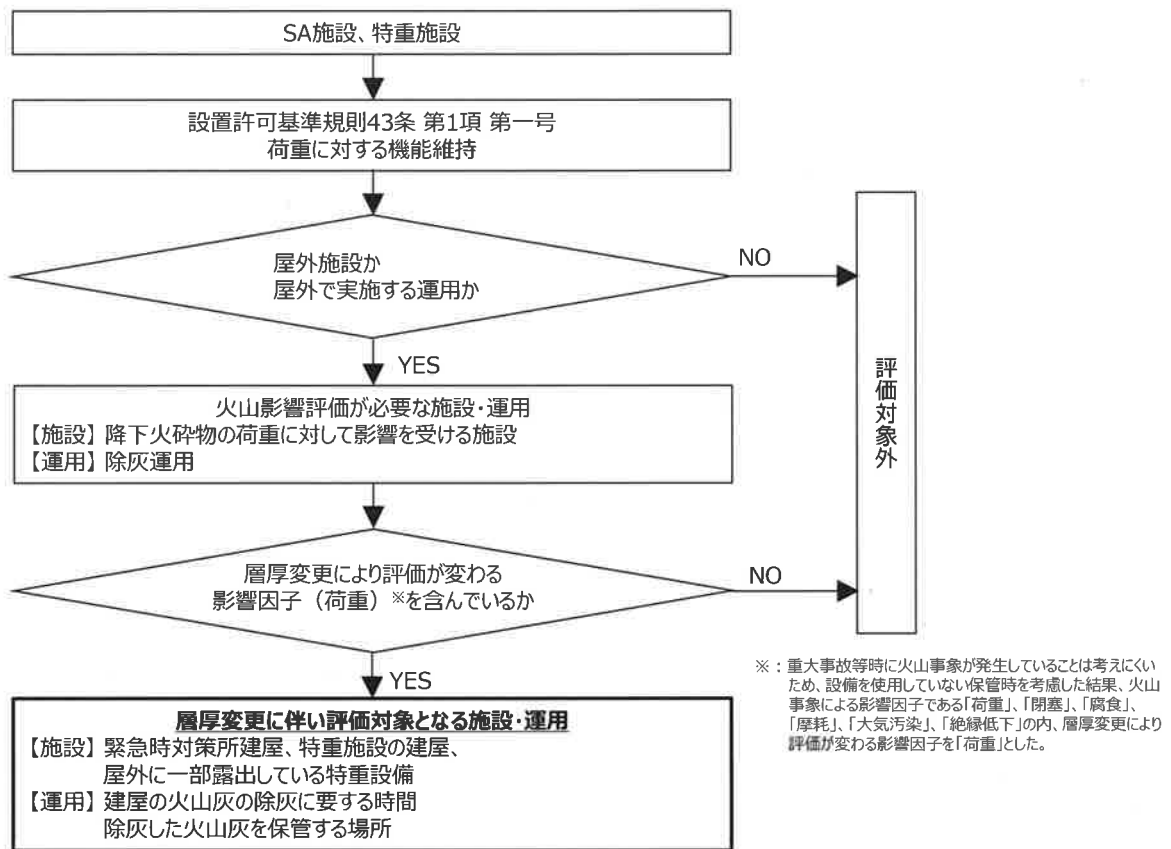 SA施設、特重施設
設置許可基準規則43条 第1項 第一号
荷重に対する機能維持
屋外施設か
屋外で実施する運用か
NO
YES
火山影響評価が必要な施設・運用
【施設】降下火砕物の荷重に対して影響を受ける施設
【運用】除灰運用
評価対象外
層厚変更により評価が変わる
影響因子（荷重）※を含んでいるか
NO
YES
層厚変更に伴い評価対象となる施設・運用
【施設】緊急時対策所建屋、特重施設の建屋、
屋外に一部露出している特重設備
【運用】建屋の火山灰の除灰に要する時間
除灰した火山灰を保管する場所
※：重大事故等時に火山事象が発生していることは考えにくい
ため、設備を使用していない保管時を考慮した結果、火山
事象による影響因子である「荷重」、「閉塞」、「腐食」、
「摩耗」、「大気汚染」、「絶縁低下」の内、層厚変更により
評価が変わる影響因子を「荷重」とした。